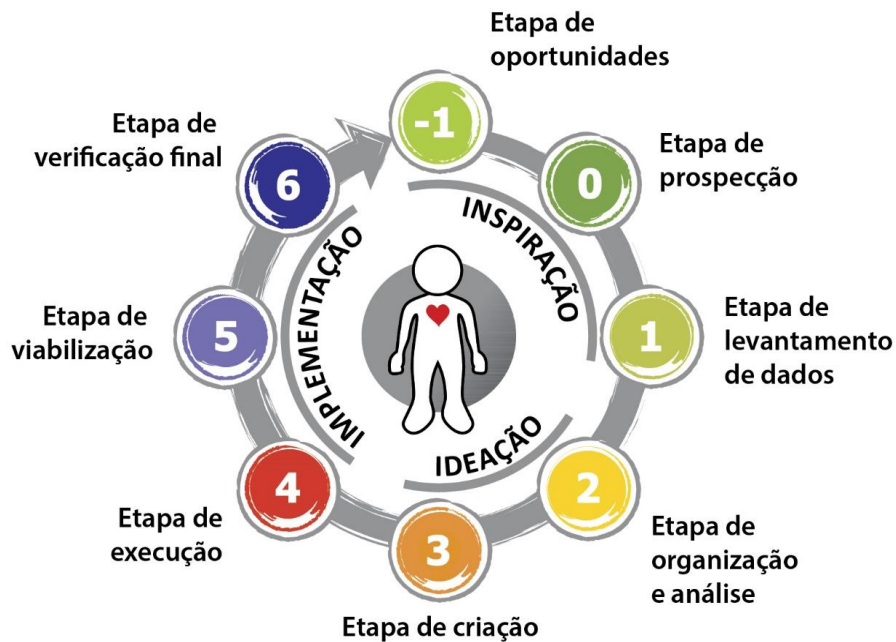 Etapa de
oportunidades
-1
Etapa de
prospecção
0
Etapa de
levantamento
de dados
1
Etapa de
organização
e análise
2
Etapa de criação
3
Etapa de
execução
4
Etapa de
viabilização
5
Etapa de
verificação final
6
INSPIRAÇÃO
IDEAÇÃO
IMPLEMENTAÇÃO